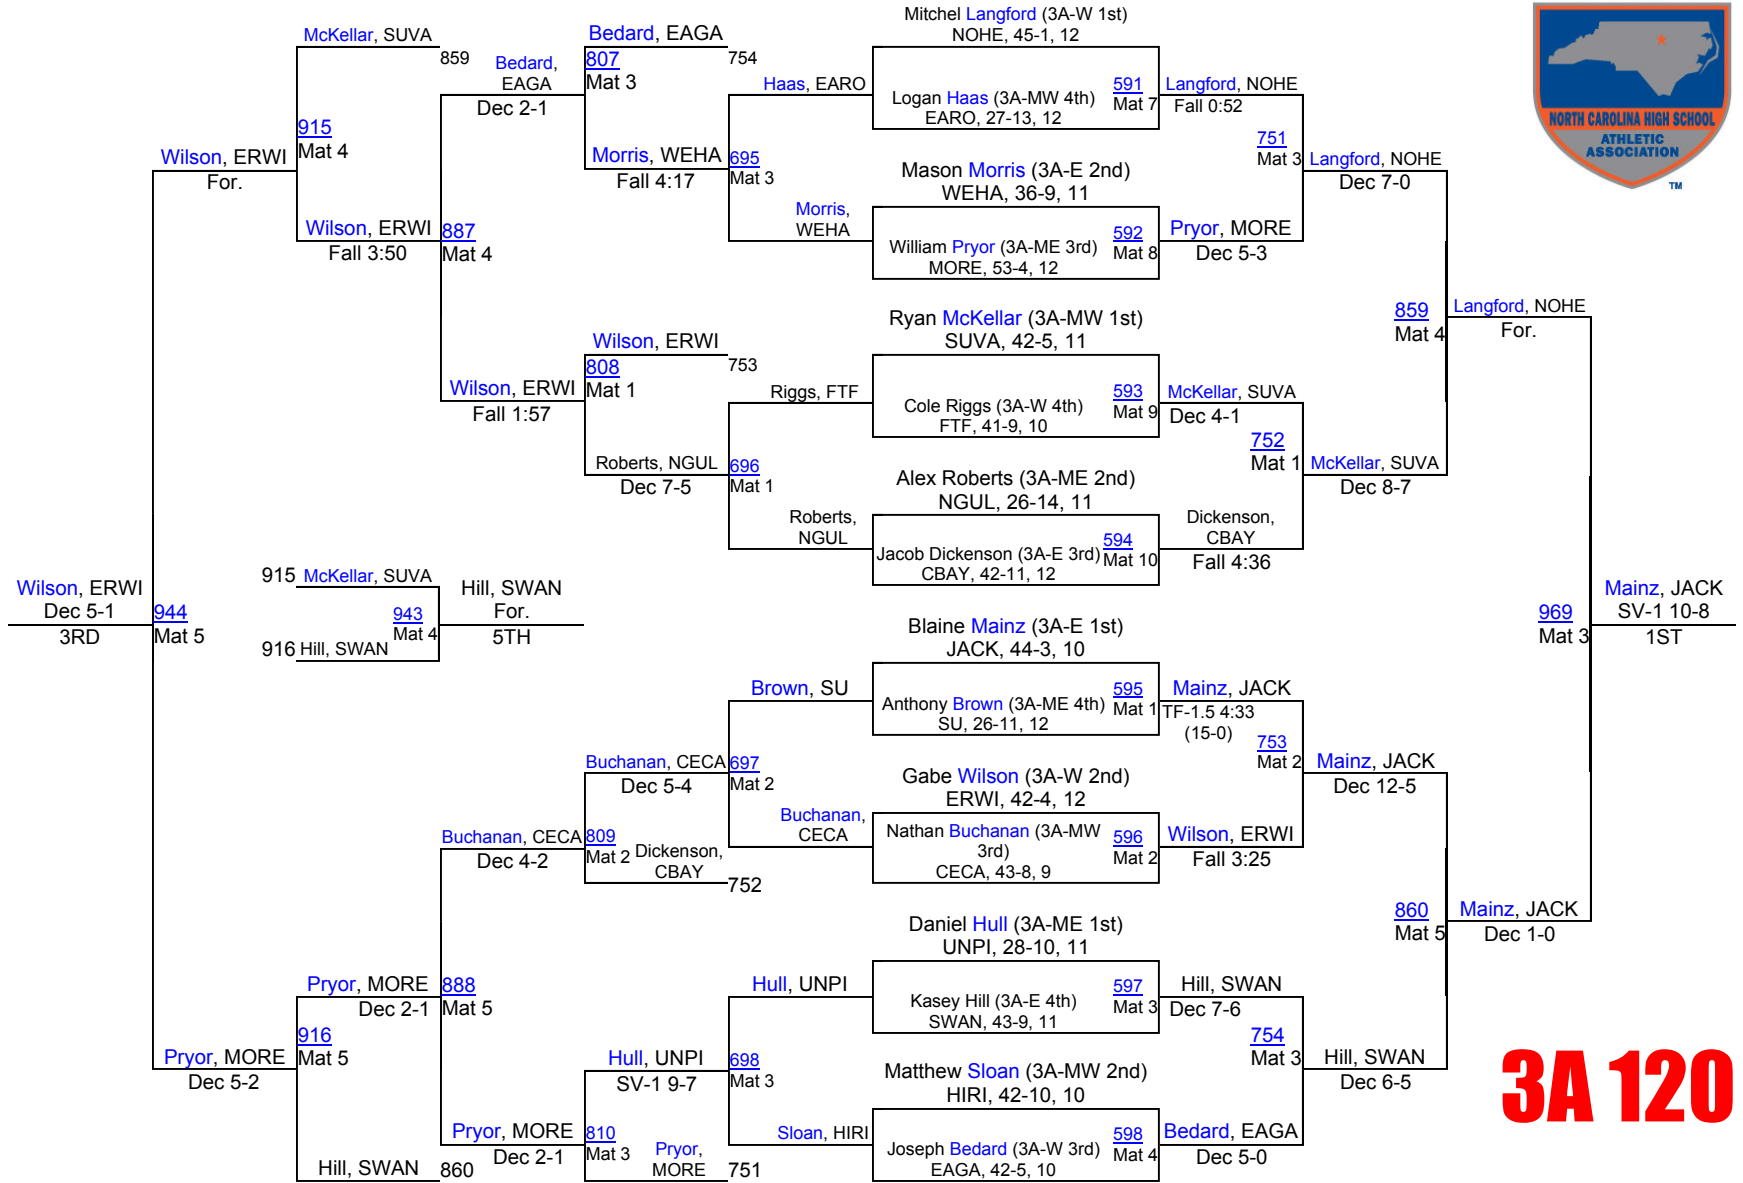 McKellar, SUVA
859
Bedard,
EAGA
Dec 2-1
Bedard, EAGA
807
Mat 3
754
Haas, EARO
Mitchel Langford (3A-W 1st)
NOHE, 45-1, 12
Logan Haas (3A-MW 4th)
EARO, 27-13, 12
591
Mat 7
Langford, NOHE
Fall 0:52
751
Mat 3
Langford, NOHE
Dec 7-0
NORTH CAROLINA HIGH SCHOOL
ATHLETIC
ASSOCIATION
TM
915
Mat 4
Wilson, ERWI
For.
Morris, WEHA
Fall 4:17
695
Mat 3
Morris,
WEHA
Mason Morris (3A-E 2nd)
WEHA, 36-9, 11
William Pryor (3A-ME 3rd)
MORE, 53-4, 12
592
Mat 8
Pryor, MORE
Dec 5-3
Wilson, ERWI
Fall 3:50
887
Mat 4
859
Mat 4
Langford, NOHE
For.
Wilson, ERWI
808
Mat 1
753
Wilson, ERWI
Fall 1:57
Riggs, FTF
Ryan McKellar (3A-MW 1st)
SUVA, 42-5, 11
Cole Riggs (3A-W 4th)
FTF, 41-9, 10
593
Mat 9
McKellar, SUVA
Dec 4-1
752
Mat 1
McKellar, SUVA
Dec 8-7
Roberts, NGUL
Dec 7-5
696
Mat 1
Roberts,
NGUL
Alex Roberts (3A-ME 2nd)
NGUL, 26-14, 11
Jacob Dickenson (3A-E 3rd)
CBAY, 42-11, 12
594
Mat 10
Dickenson,
CBAY
Fall 4:36
Wilson, ERWI
Dec 5-1
3RD
944
Mat 5
915 McKellar, SUVA
916 Hill, SWAN
943
Mat 4
Hill, SWAN
For.
5TH
969
Mat 3
Mainz, JACK
SV-1 10-8
1ST
Brown, SU
Blaine Mainz (3A-E 1st)
JACK, 44-3, 10
Anthony Brown (3A-ME 4th)
SU, 26-11, 12
595
Mat 1
Mainz, JACK
TF-1.5 4:33
(15-0)
753
Mat 2
Mainz, JACK
Dec 12-5
Buchanan, CECA
Dec 5-4
697
Mat 2
Buchanan,
CECA
Gabe Wilson (3A-W 2nd)
ERWI, 42-4, 12
Nathan Buchanan (3A-MW
3rd)
CECA, 43-8, 9
596
Mat 2
Wilson, ERWI
Fall 3:25
Buchanan, CECA
Dec 4-2
809
Mat 2
Dickenson,
CBAY
752
860
Mat 5
Mainz, JACK
Dec 1-0
Pryor, MORE
Dec 2-1
888
Mat 5
Hull, UNPI
Daniel Hull (3A-ME 1st)
UNPI, 28-10, 11
Kasey Hill (3A-E 4th)
SWAN, 43-9, 11
597
Mat 3
Hill, SWAN
Dec 7-6
754
Mat 3
Hill, SWAN
Dec 6-5
916
Mat 5
Pryor, MORE
Dec 5-2
Hull, UNPI
SV-1 9-7
698
Mat 3
Sloan, HIRI
Matthew Sloan (3A-MW 2nd)
HIRI, 42-10, 10
Joseph Bedard (3A-W 3rd)
EAGA, 42-5, 10
598
Mat 4
Bedard, EAGA
Dec 5-0
Pryor, MORE
Dec 2-1
810
Mat 3
Pryor,
MORE
751
Hill, SWAN
860
3A 120